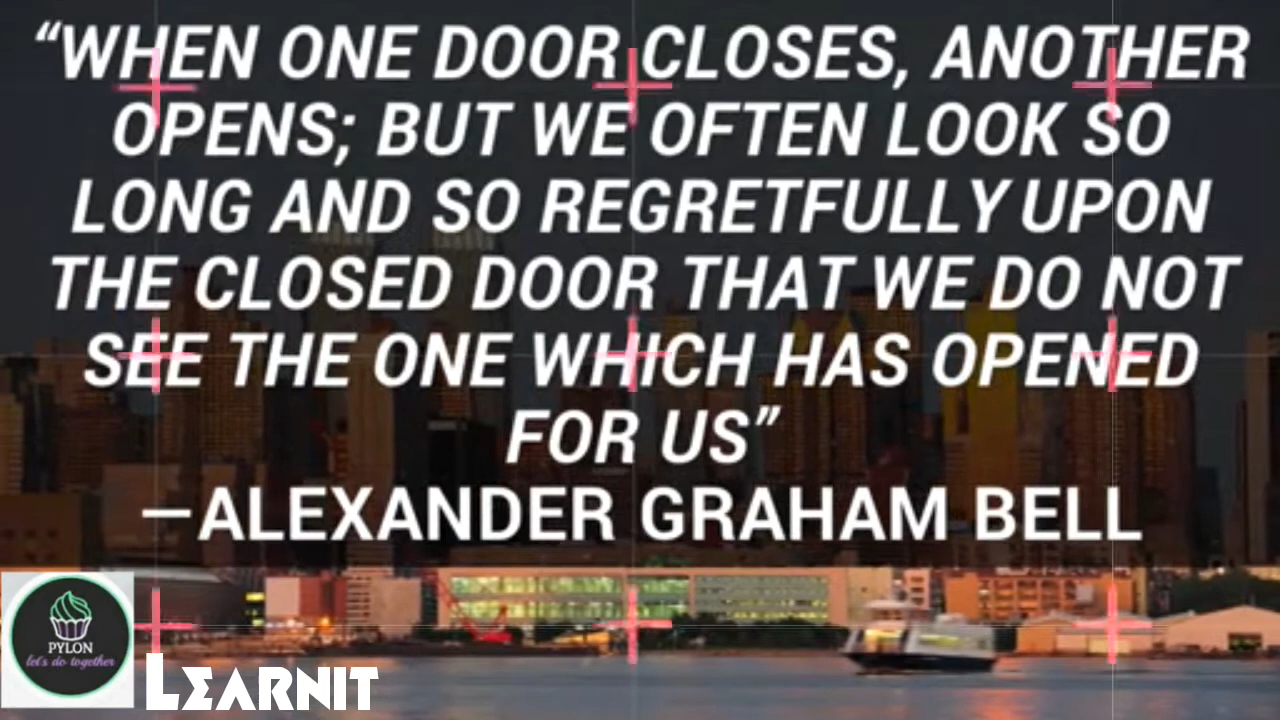 “WHEN ONE DOOR CLOSES, ANOTHER
OPENS; BUT WE OFTEN LOOK SO
LONG AND SO REGRETFULLY UPON
THE CLOSED DOOR THAT WE DO NOT
SEE THE ONE WHICH HAS OPENED
FOR US”
—ALEXANDER GRAHAM BELL
PYLON
let's do together
LEARNIT